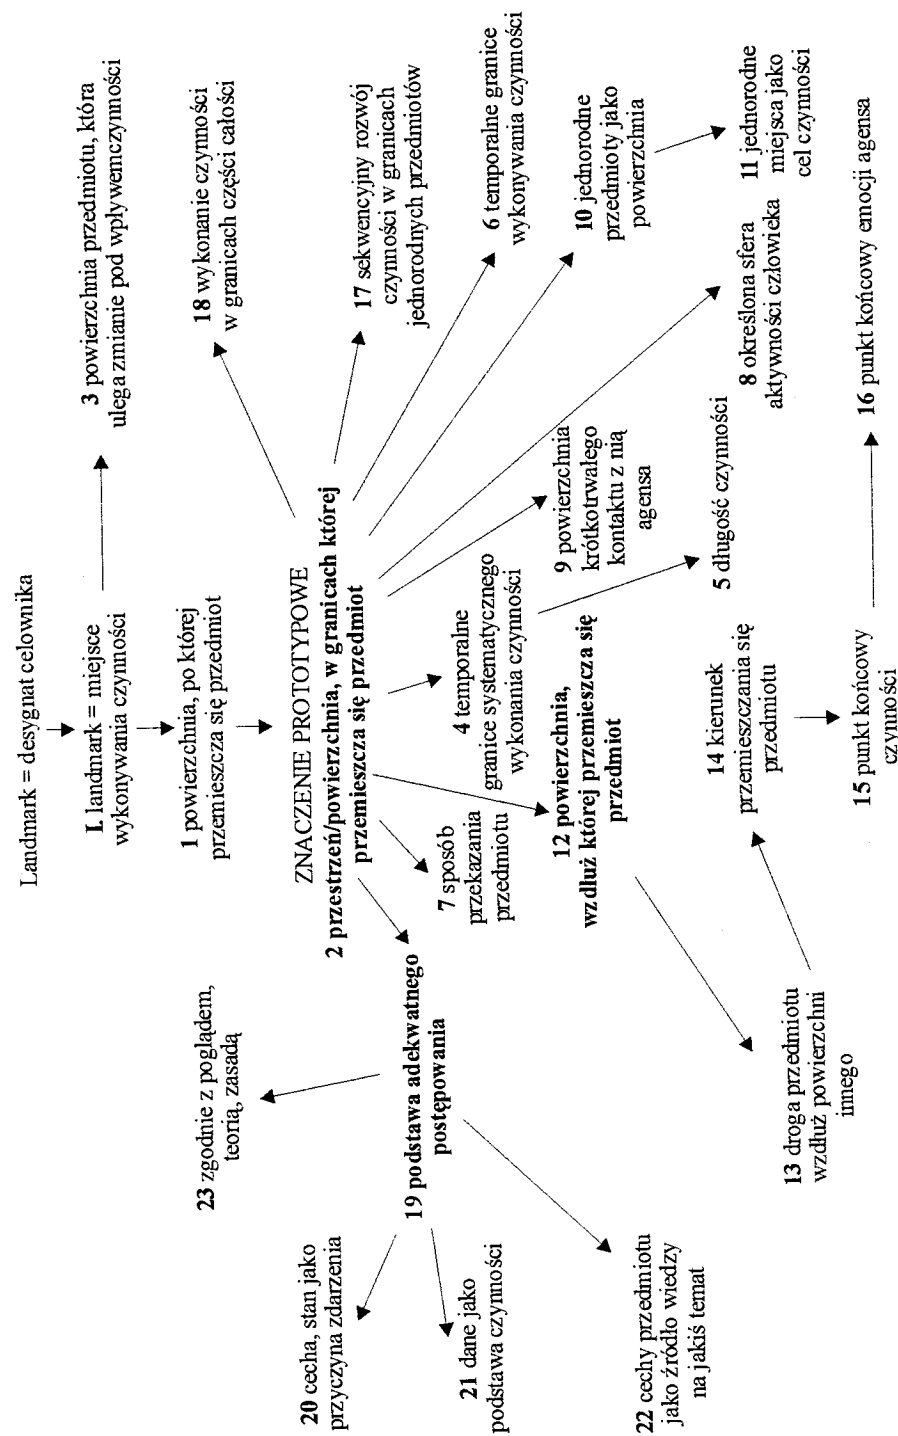 Landmark = desygnat celownika
I. landmark = miejsce
wykonywania czynności
3 powierzchnia przedmiotu, która
ulega zmianie pod wpływemczynności
1 powierzchnia, po której
przemieszcza się przedmiot
18 wykonanie czynności
w granicach części całości
23 zgodnie z poglądem,
teorią, zasadą
ZNACZENIE PROTOTYPOWE
2 przestrzeń/powierzchnia, w granicach której
przemieszcza się przedmiot
17 sekwencyjny rozwój
czynności w granicach
jednorodnych przedmiotów
20 cecha, stan jako
przyczyna zdarzenia
19 podstawa adekwatnego
postępowania
7 sposób
przekazania
przedmiotu
4 temporalne
granice systematycznego
wykonania czynności
6 temporalne granice
wykonywania czynności
21 dane jako
podstawa czynności
12 powierzchnia,
wzdłuż której przemieszcza się
przedmiot
9 powierzchnia
krótkotrwałego
kontaktu z nią
agensa
10 jednorodne
przedmioty jako
powierzchnia
22 cechy przedmiotu
jako źródło wiedzy
na jakiś temat
14 kierunek
przemieszczania się
przedmiotu
5 długość czynności
8 określona sfera
aktywności człowieka
11 jednorodne
miejsca jako
cel czynności
13 droga przedmiotu
wzdłuż powierzchni
innego
15 punkt końcowy
czynności
16 punkt końcowy emocji agensa